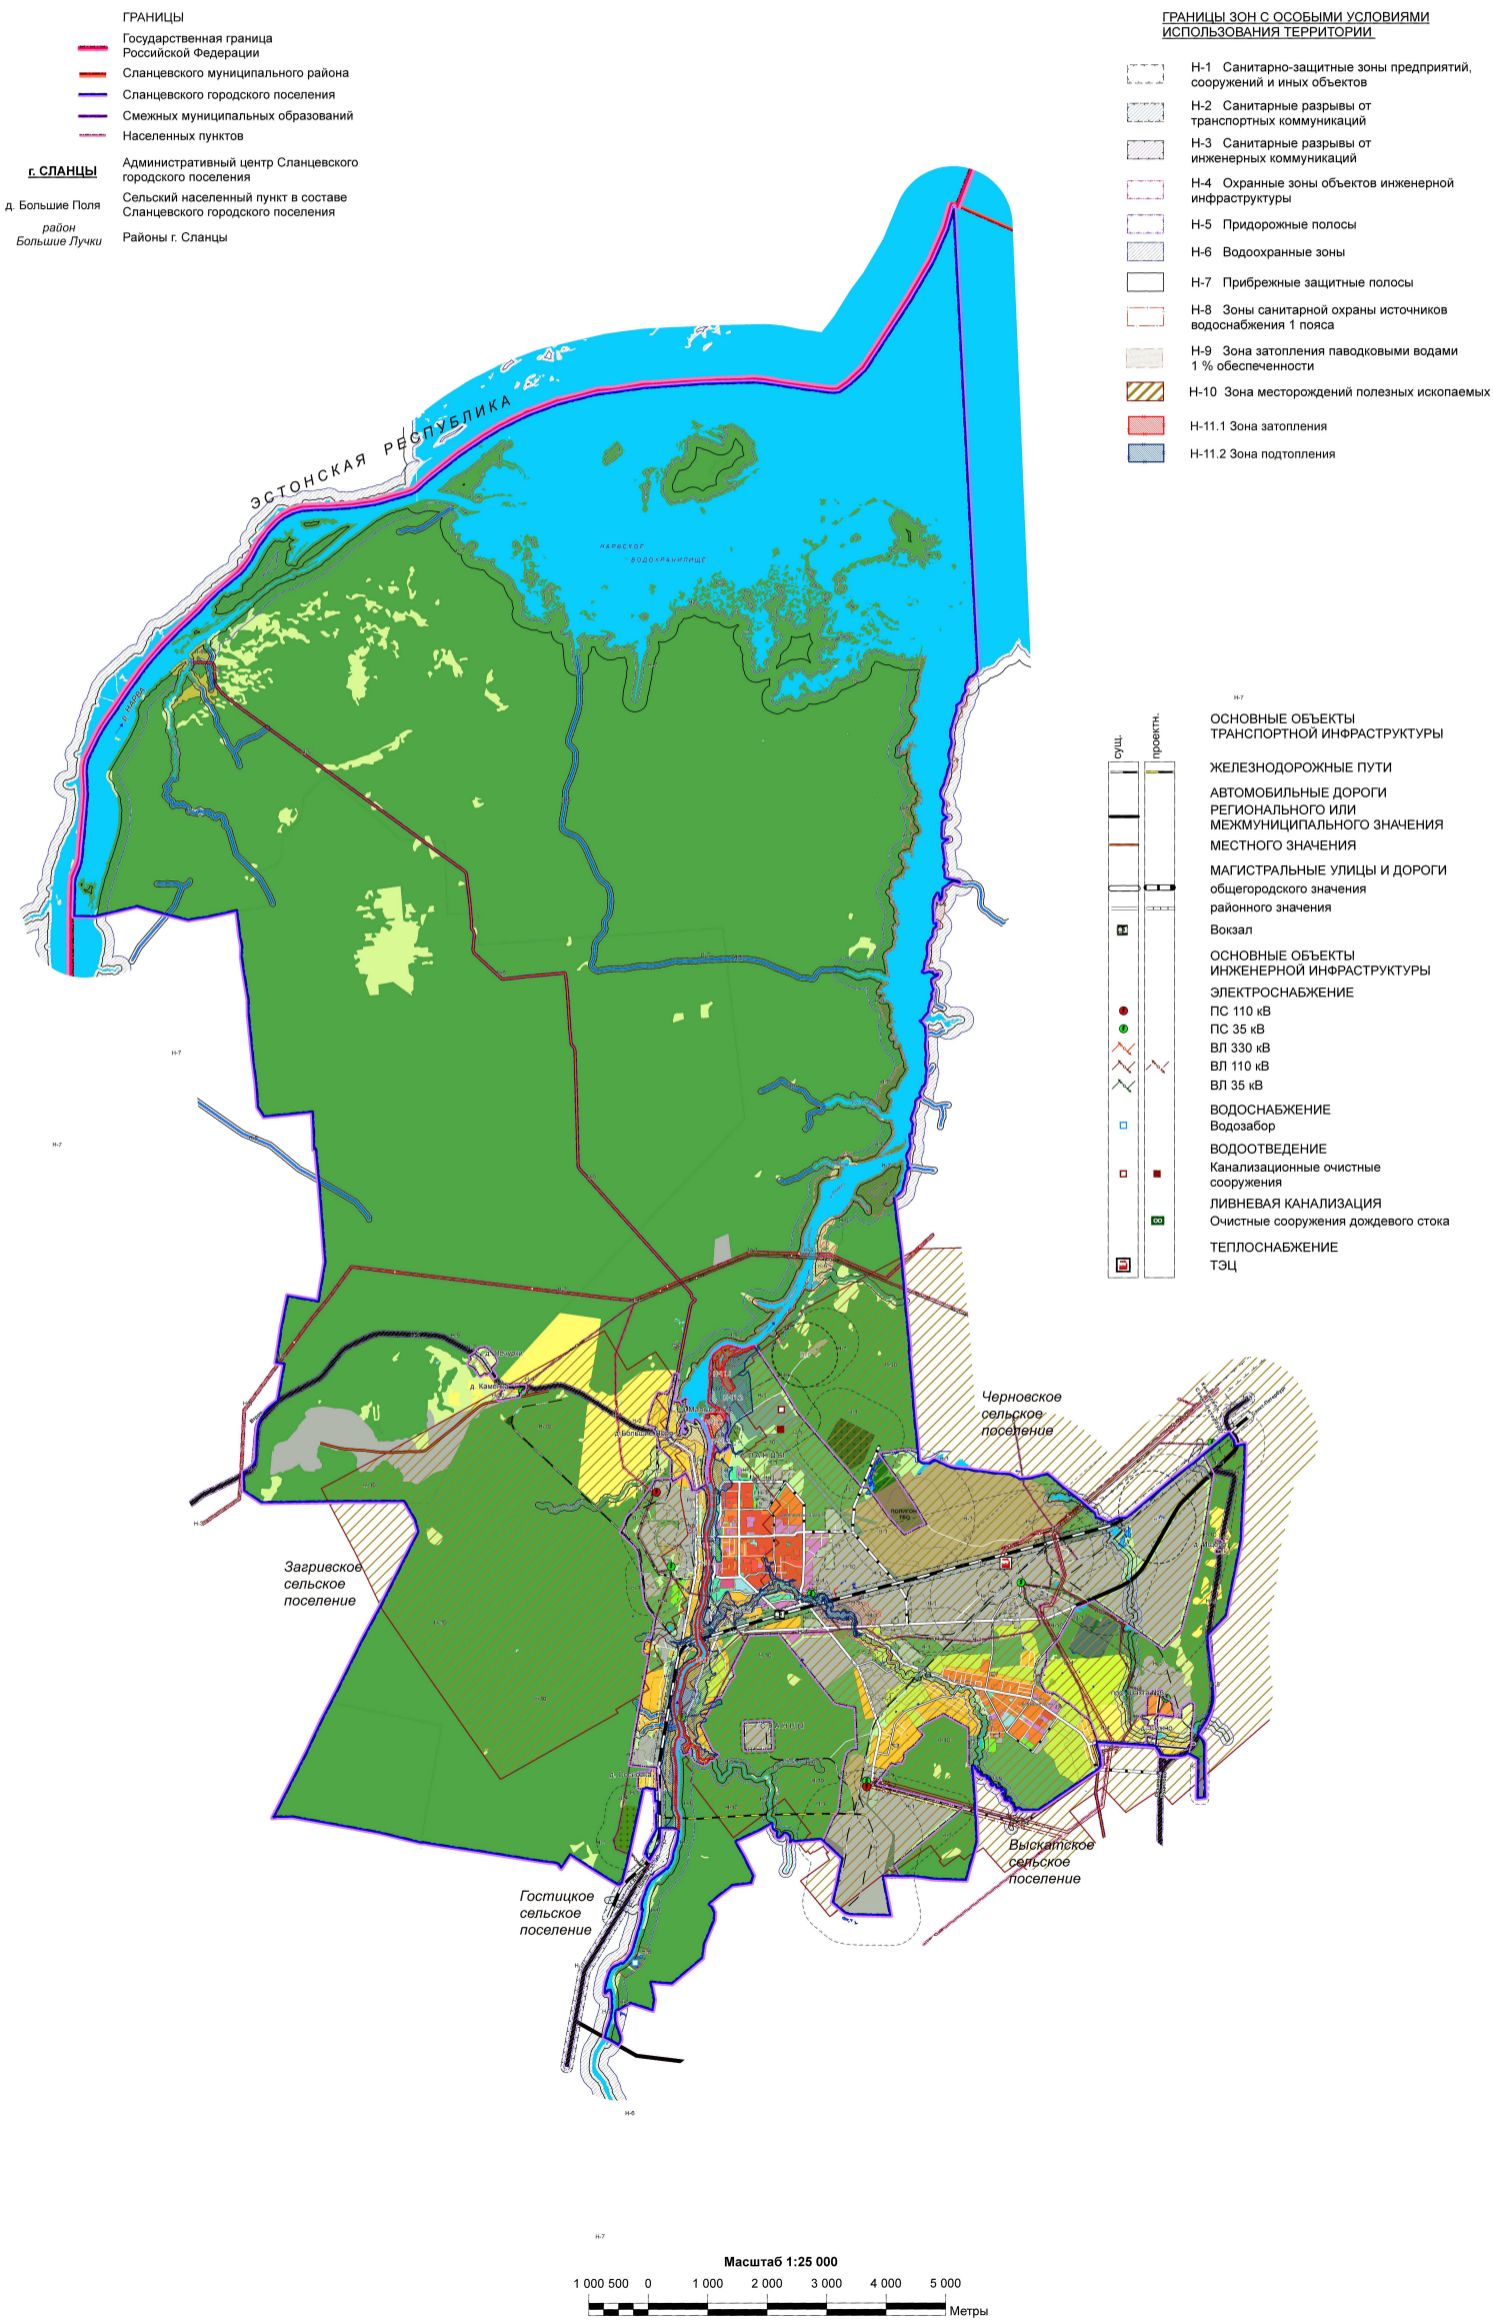 ГРАНИЦЫ
Государственная граница
Российской Федерации
Сланцевского муниципального района
Сланцевского городского поселения
Смежных муниципальных образований
Населенных пунктов
г. СЛАНЦЫ
Административный центр Сланцевского
городского поселения
д. Большие Поля
Сельский населенный пункт в составе
Сланцевского городского поселения
район
Большие Лучки
Районы г. Сланцы
ГРАНИЦЫ ЗОН С ОСОБЫМИ УСЛОВИЯМИ
ИСПОЛЬЗОВАНИЯ ТЕРРИТОРИИ
Н-1 Санитарно-защитные зоны предприятий,
сооружений и иных объектов
Н-2 Санитарные разрывы от
транспортных коммуникаций
Н-3 Санитарные разрывы от
инженерных коммуникаций
Н-4 Охранные зоны объектов инженерной
инфраструктуры
Н-5 Придорожные полосы
Н-6 Водоохранные зоны
Н-7 Прибрежные защитные полосы
Н-8 Зоны санитарной охраны источников
водоснабжения 1 пояса
Н-9 Зона затопления паводковыми водами
1 % обеспеченности
Н-10 Зона месторождений полезных ископаемых
Н-11.1 Зона затопления
Н-11.2 Зона подтопления
ЭСТОНСКАЯ РЕСПУБЛИКА
НАРВСКОЕ
ВОДОХРАНИЛИЩЕ
р. НАРВА
Н-7
сущ.
проектн.
ОСНОВНЫЕ ОБЪЕКТЫ
ТРАНСПОРТНОЙ ИНФРАСТРУКТУРЫ
ЖЕЛЕЗНОДОРОЖНЫЕ ПУТИ
АВТОМОБИЛЬНЫЕ ДОРОГИ
РЕГИОНАЛЬНОГО ИЛИ
МЕЖМУНИЦИПАЛЬНОГО ЗНАЧЕНИЯ
МЕСТНОГО ЗНАЧЕНИЯ
МАГИСТРАЛЬНЫЕ УЛИЦЫ И ДОРОГИ
общегородского значения
районного значения
Вокзал
ОСНОВНЫЕ ОБЪЕКТЫ
ИНЖЕНЕРНОЙ ИНФРАСТРУКТУРЫ
ЭЛЕКТРОСНАБЖЕНИЕ
ПС 110 кВ
ПС 35 кВ
ВЛ 330 кВ
ВЛ 110 кВ
ВЛ 35 кВ
ВОДОСНАБЖЕНИЕ
Водозабор
ВОДООТВЕДЕНИЕ
Канализационные очистные
сооружения
ЛИВНЕВАЯ КАНАЛИЗАЦИЯ
Очистные сооружения дождевого стока
ТЕПЛОСНАБЖЕНИЕ
ТЭЦ
Н-7
Н-7
Черновское
сельское
поселение
Загривское
сельское
поселение
Выскатское
сельское
поселение
Гостицкое
сельское
поселение
Н-6
Н-7
Масштаб 1:25 000
1 000 500 0 1 000 2 000 3 000 4 000 5 000
Метры